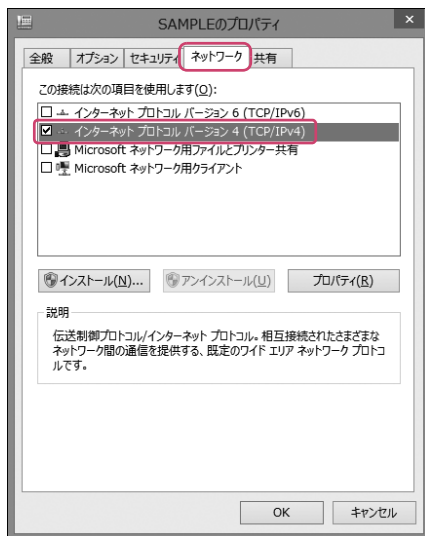 SAMPLEのプロパティ
全般 オプション セキュリティ ネットワーク 共有
この接続は次の項目を使用します(O):
インターネット プロトコル バージョン 6 (TCP/IPv6)
インターネット プロトコル バージョン 4 (TCP/IPv4)
Microsoft ネットワーク用ファイルとプリンター共有
Microsoft ネットワーク用クライアント
インストール(N)... アンインストール(U) プロパティ(R)
説明
伝送制御プロトコル/インターネット プロトコル。相互接続されたさまざまな
ネットワーク間の通信を提供する、既定のワイド エリア ネットワーク プロトコ
ルです。
OK キャンセル